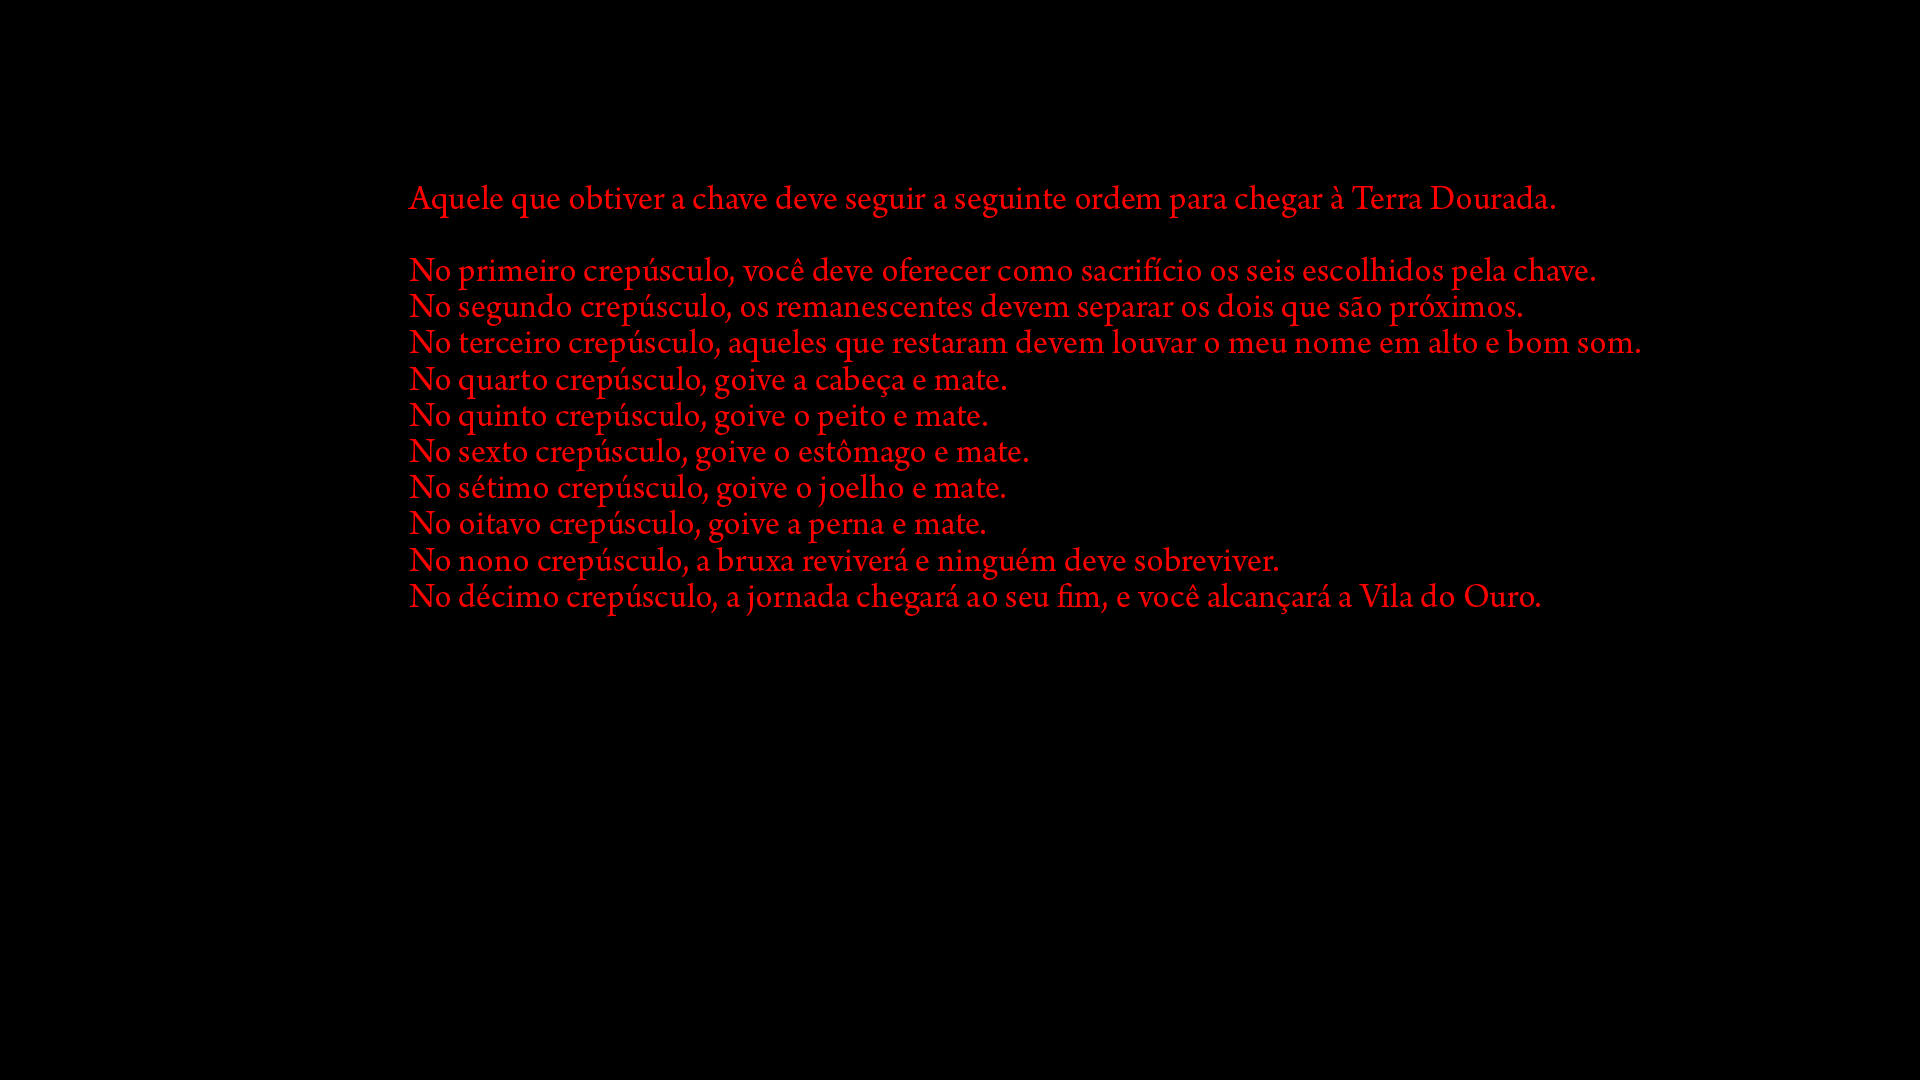 Aquele que obtiver a chave deve seguir a seguinte ordem para chegar à Terra Dourada.
No primeiro crepúsculo, você deve oferecer como sacrifício os seis escolhidos pela chave.
No segundo crepúsculo, os remanescentes devem separar os dois que são próximos.
No terceiro crepúsculo, aqueles que restaram devem louvar o meu nome em alto e bom som.
No quarto crepúsculo, goive a cabeça e mate.
No quinto crepúsculo, goive o peito e mate.
No sexto crepúsculo, goive o estômago e mate.
No sétimo crepúsculo, goive o joelho e mate.
No oitavo crepúsculo, goive a perna e mate.
No nono crepúsculo, a bruxa reviverá e ninguém deve sobreviver.
No décimo crepúsculo, a jornada chegará ao seu fim, e você alcançará a Vila do Ouro.